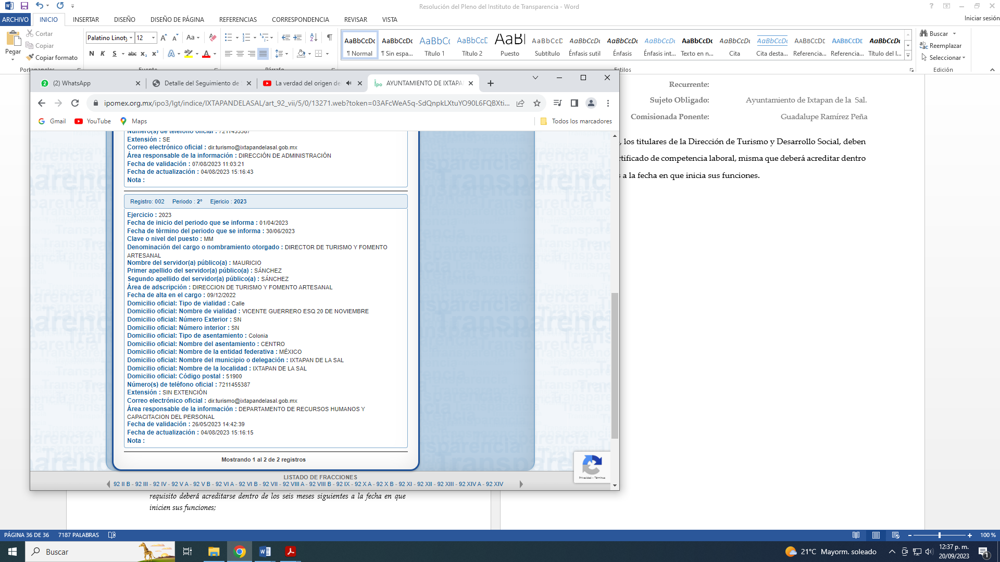 Resolución del Pleno del Instituto de Transparencia - Word
ARCHIVO INICIO INSERTAR DISEÑO DISEÑO DE PÁGINA REFERENCIAS CORRESPONDENCIA REVISAR VISTA
Iniciar sesión
Pegar
Cortar
Copiar
Copiar formato
Palatino Linoty 12
N K S abc x₂ x²
AaBbCcDc AaBbCcDc AaBbCc AaBbCcD AaBl AaBbCcD AaBbCcDc AaBbCcDc AaBbCcDc AaBbCcDc AaBbCcDc AaBbCcDc AABBCCDE AABBCCDE AaBbCcDc
¶ Normal ¶ Sin espa... Título 1 Título 2 Puesto Subtítulo Énfasis sutil Énfasis Énfasis int... Texto en n... Cita Cita desta... Referencia... Referencia... Título del l...
Buscar
Reemplazar
Seleccionar
Estilos
Edición
(2) WhatsApp
Detalle del Seguimiento de
La verdad del origen de
AYUNTAMIENTO DE IXTAPA
ipomex.org.mx/ipo3/lgt/indice/IXTAPANDELASAL/art_92_vii/5/0/13271.web?token=03AFcWeA5q-SdQnpkLXtuYO90L6FQBXti...
Gmail YouTube Maps
Todos los marcadores
Número(s) de teléfono oficial : 7211455387
Extensión : SE
Correo electrónico oficial : dir.turismo@ixtapandelasal.gob.mx
Área responsable de la información : DIRECCIÓN DE ADMINISTRACIÓN
Fecha de validación : 07/08/2023 11:03:21
Fecha de actualización : 04/08/2023 15:16:43
Nota :
Registro: 002 Periodo : 2° Ejericio : 2023
Ejercicio : 2023
Fecha de inicio del periodo que se informa : 01/04/2023
Fecha de término del periodo que se informa : 30/06/2023
Clave o nivel del puesto : MM
Denominación del cargo o nombramiento otorgado : DIRECTOR DE TURISMO Y FOMENTO
ARTESANAL
Nombre del servidor(a) público(a) : MAURICIO
Primer apellido del servidor(a) público(a) : SÁNCHEZ
Segundo apellido del servidor(a) público(a) : SÁNCHEZ
Área de adscripción : DIRECCION DE TURISMO Y FOMENTO ARTESANAL
Fecha de alta en el cargo : 09/12/2022
Domicilio oficial: Tipo de vialidad : Calle
Domicilio oficial: Nombre de vialidad : VICENTE GUERRERO ESQ 20 DE NOVIEMBRE
Domicilio oficial: Número Exterior : SN
Domicilio oficial: Número interior : SN
Domicilio oficial: Tipo de asentamiento : Colonia
Domicilio oficial: Nombre del asentamiento : CENTRO
Domicilio oficial: Nombre de la entidad federativa : MÉXICO
Domicilio oficial: Nombre del municipio o delegación : IXTAPAN DE LA SAL
Domicilio oficial: Nombre de la localidad : IXTAPAN DE LA SAL
Domicilio oficial: Código postal : 51900
Número(s) de teléfono oficial : 7211455387
Extensión : SIN EXTENCIÓN
Correo electrónico oficial : dir.turismo@ixtapandelasal.gob.mx
Área responsable de la información : DEPARTAMENTO DE RECURSOS HUMANOS Y
CAPACITACION DEL PERSONAL
Fecha de validación : 26/05/2023 14:42:39
Fecha de actualización : 04/08/2023 15:16:15
Nota :
Mostrando 1 al 2 de 2 registros
LISTADO DE FRACCIONES
92 II B - 92 III - 92 IV - 92 V A - 92 V B - 92 VI A - 92 VI B - 92 VII - 92 VIII A - 92 VIII B - 92 IX - 92 X A - 92 X B - 92 XI - 92 XII - 92 XIII - 92 XIV A - 92 XIV
Privacidad - Términos
Recurrente:
Sujeto Obligado: Ayuntamiento de Ixtapan de la Sal.
Comisionada Ponente: Guadalupe Ramírez Peña
, los titulares de la Dirección de Turismo y Desarrollo Social, deben
rtificado de competencia laboral, misma que deberá acreditar dentro
s a la fecha en que inicia sus funciones.
requisito deberá acreditarse dentro de los seis meses siguientes a la fecha en que
inicien sus funciones;
PÁGINA 36 DE 36 7187 PALABRAS
100 %
Buscar
21°C Mayorm. soleado
12:37 p. m.
20/09/2023
1